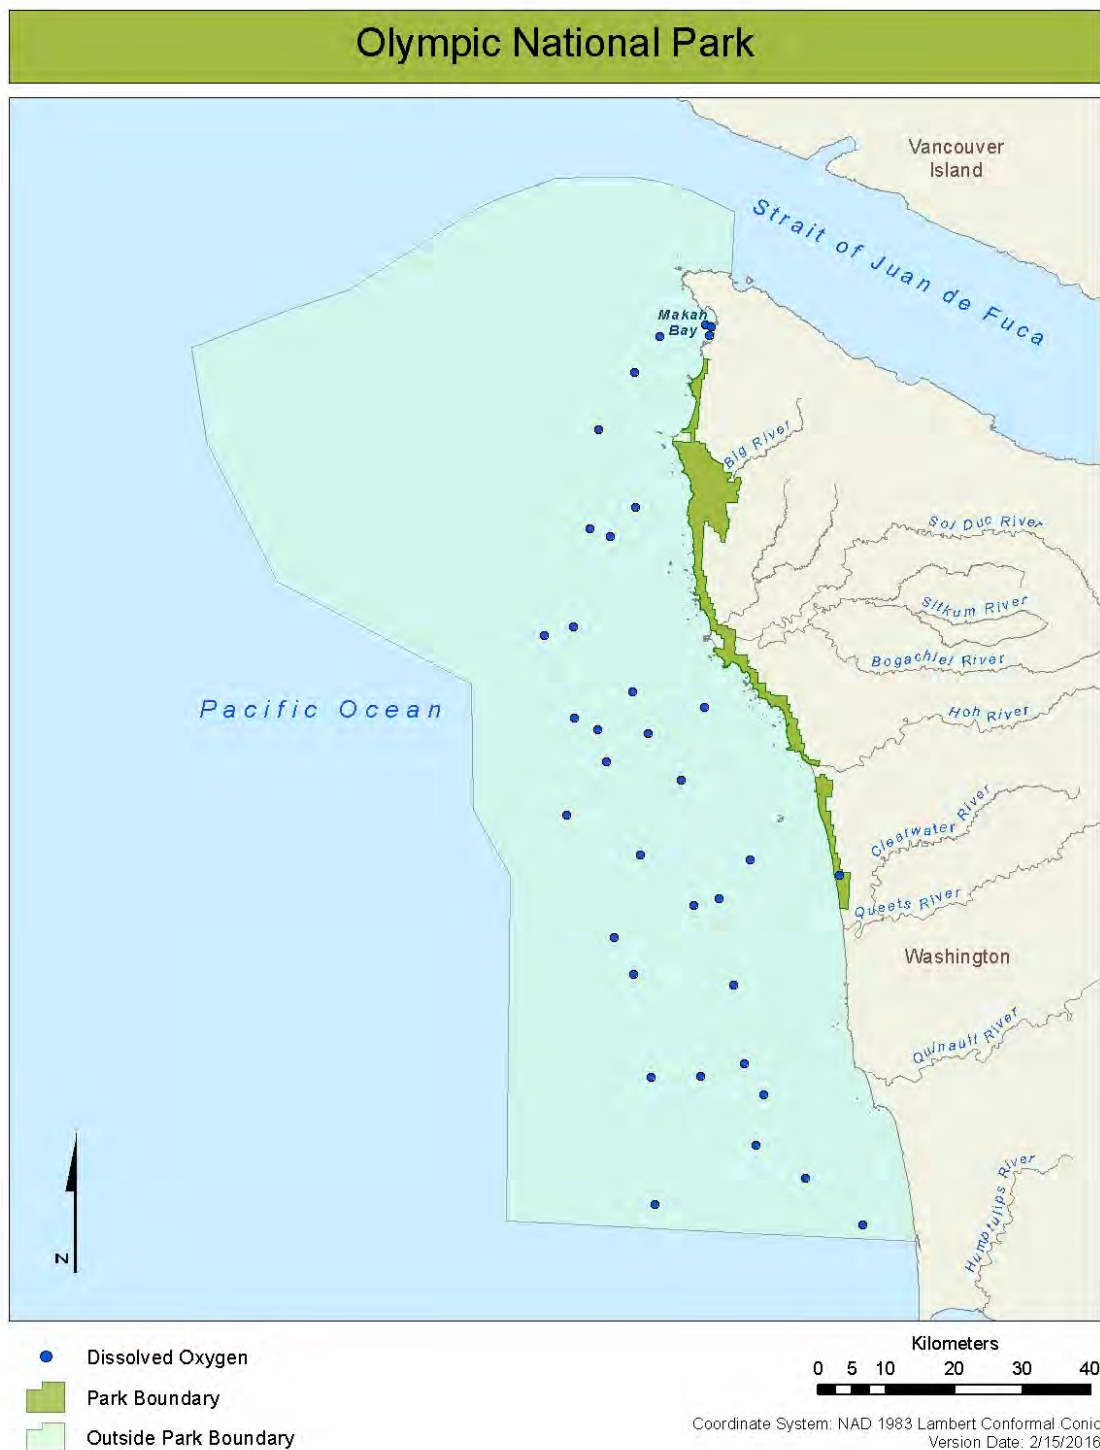 Olympic National Park
Vancouver
Island
Strait of Juan de Fuca
Makah
Bay
Big River
Sol Duc River
Sitkum River
Bogachiel River
Pacific Ocean
Hoh River
Clearwater River
Queets River
Washington
Quinault River
Humptulips River
N
Dissolved Oxygen
Park Boundary
Outside Park Boundary
Kilometers
0 5 10 20 30 40
Coordinate System: NAD 1983 Lambert Conformal Conic
Version Date: 2/15/2016